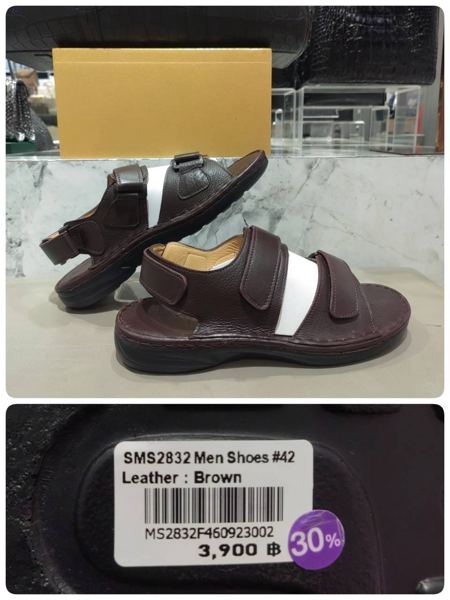 SMS2832 Men Shoes #42
Leather : Brown
MS2832F460923002
3,900 ฿
30%